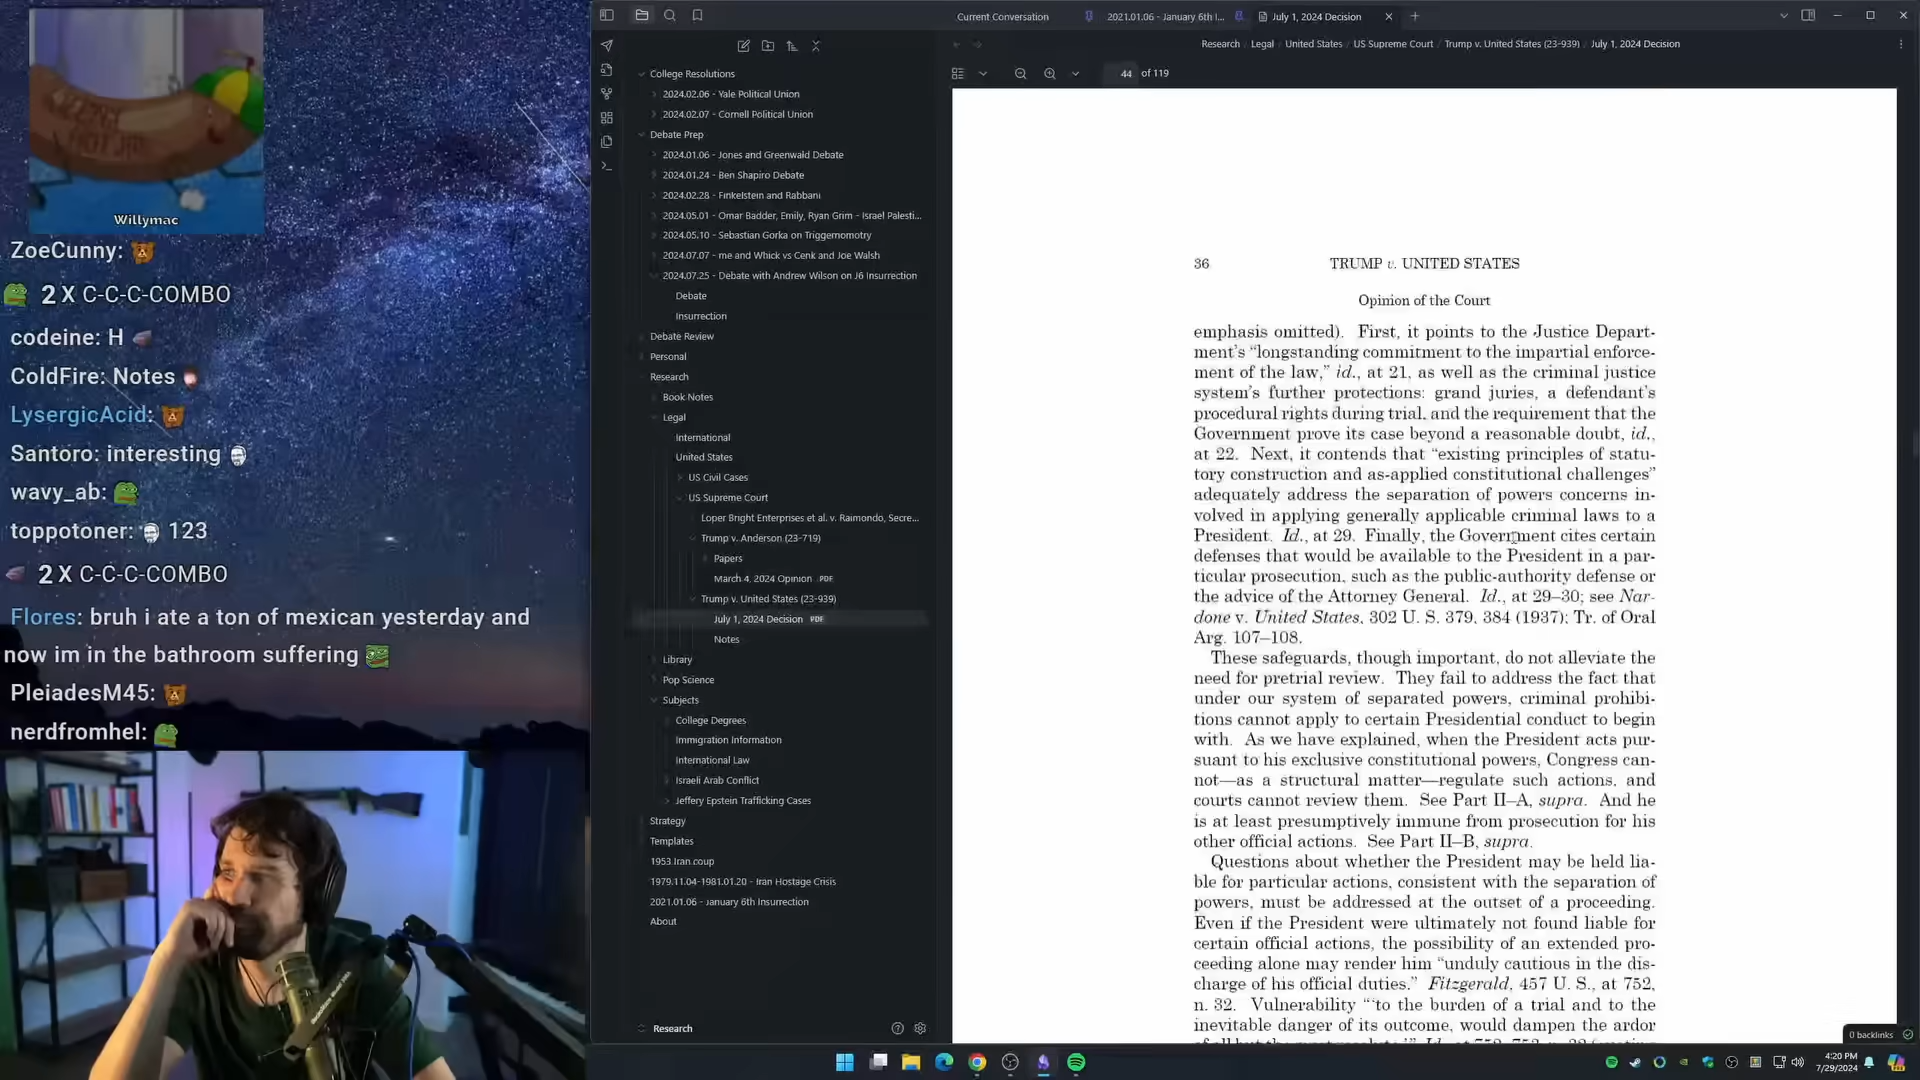 Willymac
ZoeCunny:
2 X C-C-C-COMBO
codeine: H
ColdFire: Notes
LysergicAcid:
Santoro: interesting
wavy_ab:
toppotoner: 123
2 X C-C-C-COMBO
Flores: bruh i ate a ton of mexican yesterday and
now im in the bathroom suffering
PleiadesM45:
nerdfromhel:
College Resolutions
2024.02.06 - Yale Political Union
2024.02.07 - Cornell Political Union
Debate Prep
2024.01.06 - Jones and Greenwald Debate
2024.01.24 - Ben Shapiro Debate
2024.02.28 - Finkelstein and Rabbani
2024.05.01 - Omar Badder, Emily, Ryan Grim - Israel Palesti...
2024.05.10 - Sebastian Gorka on Triggernomotry
2024.07.07 - me and Whick vs Cenk and Joe Walsh
2024.07.25 - Debate with Andrew Wilson on J6 Insurrection
Debate
Insurrection
Debate Review
Personal
Research
Book Notes
Legal
International
United States
US Civil Cases
US Supreme Court
Loper Bright Enterprises et al. v. Raimondo, Secre...
Trump v. Anderson (23-719)
Papers
March 4, 2024 Opinion PDF
Trump v. United States (23-939)
July 1, 2024 Decision PDF
Notes
Library
Pop Science
Subjects
College Degrees
Immigration Information
International Law
Israeli Arab Conflict
Jeffery Epstein Trafficking Cases
Strategy
Templates
1953.Iran.coup
1979.11.04-1981.01.20 - Iran Hostage Crisis
2021.01.06 - January 6th Insurrection
About
Research
Current Conversation
2021.01.06 - January 6th I...
July 1, 2024 Decision
Research / Legal / United States / US Supreme Court / Trump v. United States (23-939) / July 1, 2024 Decision
44 of 119
36 TRUMP v. UNITED STATES
Opinion of the Court
emphasis omitted). First, it points to the Justice Depart-
ment's “longstanding commitment to the impartial enforce-
ment of the law,” id., at 21, as well as the criminal justice
system's further protections: grand juries, a defendant's
procedural rights during trial, and the requirement that the
Government prove its case beyond a reasonable doubt, id.,
at 22. Next, it contends that “existing principles of statu-
tory construction and as-applied constitutional challenges”
adequately address the separation of powers concerns in-
volved in applying generally applicable criminal laws to a
President. Id., at 29. Finally, the Government cites certain
defenses that would be available to the President in a par-
ticular prosecution, such as the public-authority defense or
the advice of the Attorney General. Id., at 29–30; see Nar-
done v. United States, 302 U. S. 379, 384 (1937); Tr. of Oral
Arg. 107–108.
These safeguards, though important, do not alleviate the
need for pretrial review. They fail to address the fact that
under our system of separated powers, criminal prohibi-
tions cannot apply to certain Presidential conduct to begin
with. As we have explained, when the President acts pur-
suant to his exclusive constitutional powers, Congress can-
not—as a structural matter—regulate such actions, and
courts cannot review them. See Part II–A, supra. And he
is at least presumptively immune from prosecution for his
other official actions. See Part II–B, supra.
Questions about whether the President may be held lia-
ble for particular actions, consistent with the separation of
powers, must be addressed at the outset of a proceeding.
Even if the President were ultimately not found liable for
certain official actions, the possibility of an extended pro-
ceeding alone may render him “unduly cautious in the dis-
charge of his official duties.” Fitzgerald, 457 U. S., at 752,
n. 32. Vulnerability “‘to the burden of a trial and to the
inevitable danger of its outcome, would dampen the ardor
0 backlinks
4:20 PM
7/29/2024